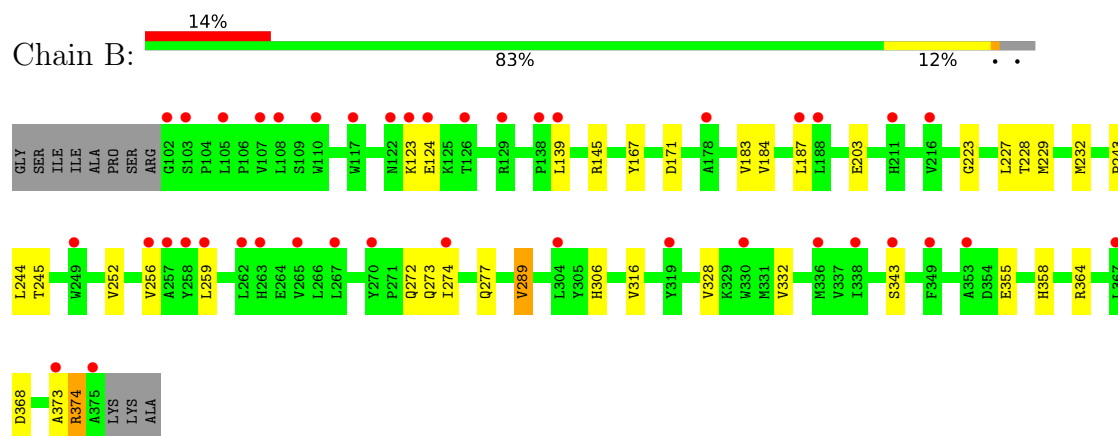 14%
Chain B:
83% 12% • •
GLY SER ILE ILE ALA PRO SER ARG G102 S103 P104 L105 P106 V107 L108 S109 W110 W117 N122 K123 E124 K125 T126 R129 P138 L139 R145 Y167 D171 A178 V183 V184 L187 L188 E203 H211 V216 G223 L227 T228 M229 M232
L244 T245 W249 V252 V256 A257 Y258 L259 L262 H263 E264 V265 L266 L267 Y270 P271 Q272 Q273 I274 Q277 V289 L304 Y305 H306 V316 Y319 V328 K329 W330 M331 V332 M336 V337 I338 S343 F349 A353 D354 E355 H358 R364 L367
D368 A373 R374 A375 LYS LYS ALA